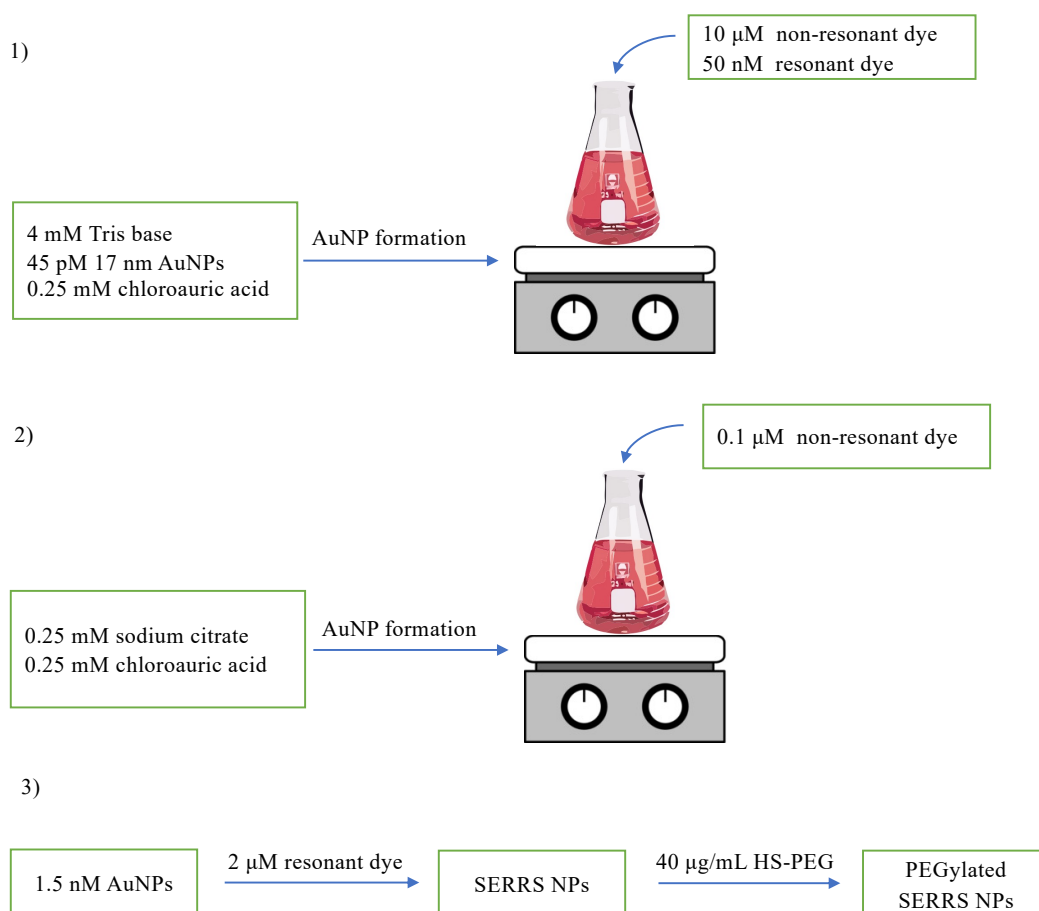 1)
10 μM non-resonant dye
50 nM resonant dye
4 mM Tris base
45 pM 17 nm AuNPs
0.25 mM chloroauric acid
AuNP formation
2)
0.1 μM non-resonant dye
0.25 mM sodium citrate
0.25 mM chloroauric acid
AuNP formation
3)
1.5 nM AuNPs
2 μM resonant dye
SERRS NPs
40 μg/mL HS-PEG
PEGylated
SERRS NPs